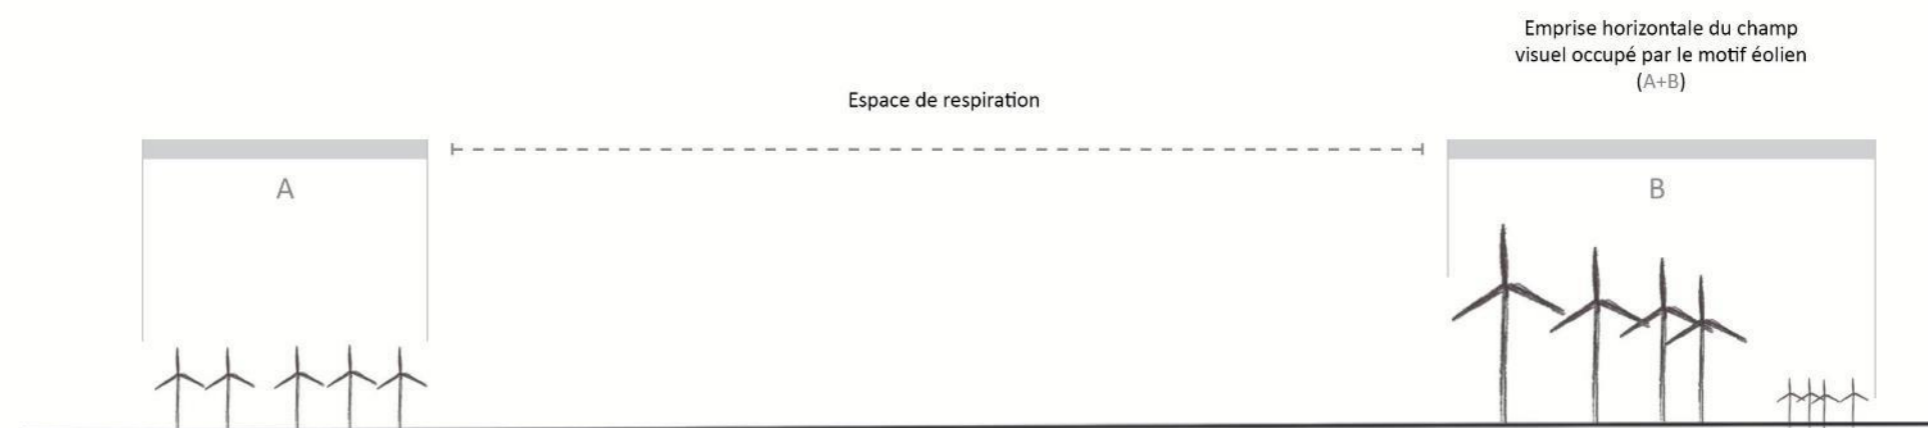 Emprise horizontale du champ
visuel occupé par le motif éolien
(A+B)
Espace de respiration
A
B